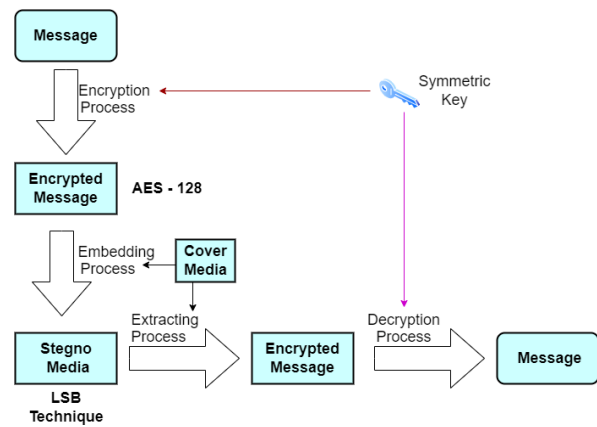 Message
Encryption
Process
Symmetric
Key
Encrypted
Message
AES - 128
Embedding
Process
Cover
Media
Stegno
Media
LSB
Technique
Extracting
Process
Encrypted
Message
Decryption
Process
Message